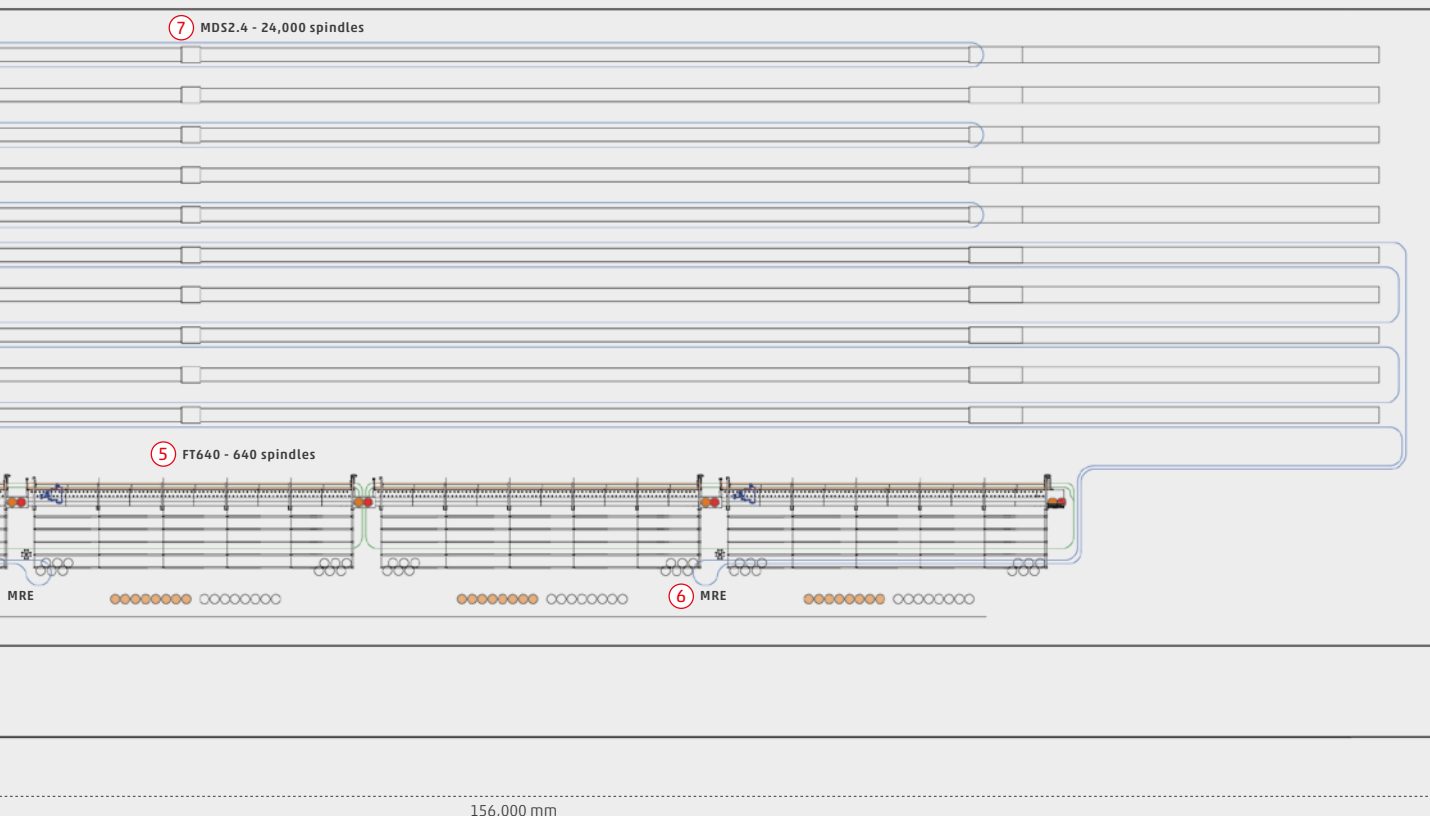 7 MDS2.4 - 24,000 spindles
5 FT640 - 640 spindles
MRE
6 MRE
156.000 mm